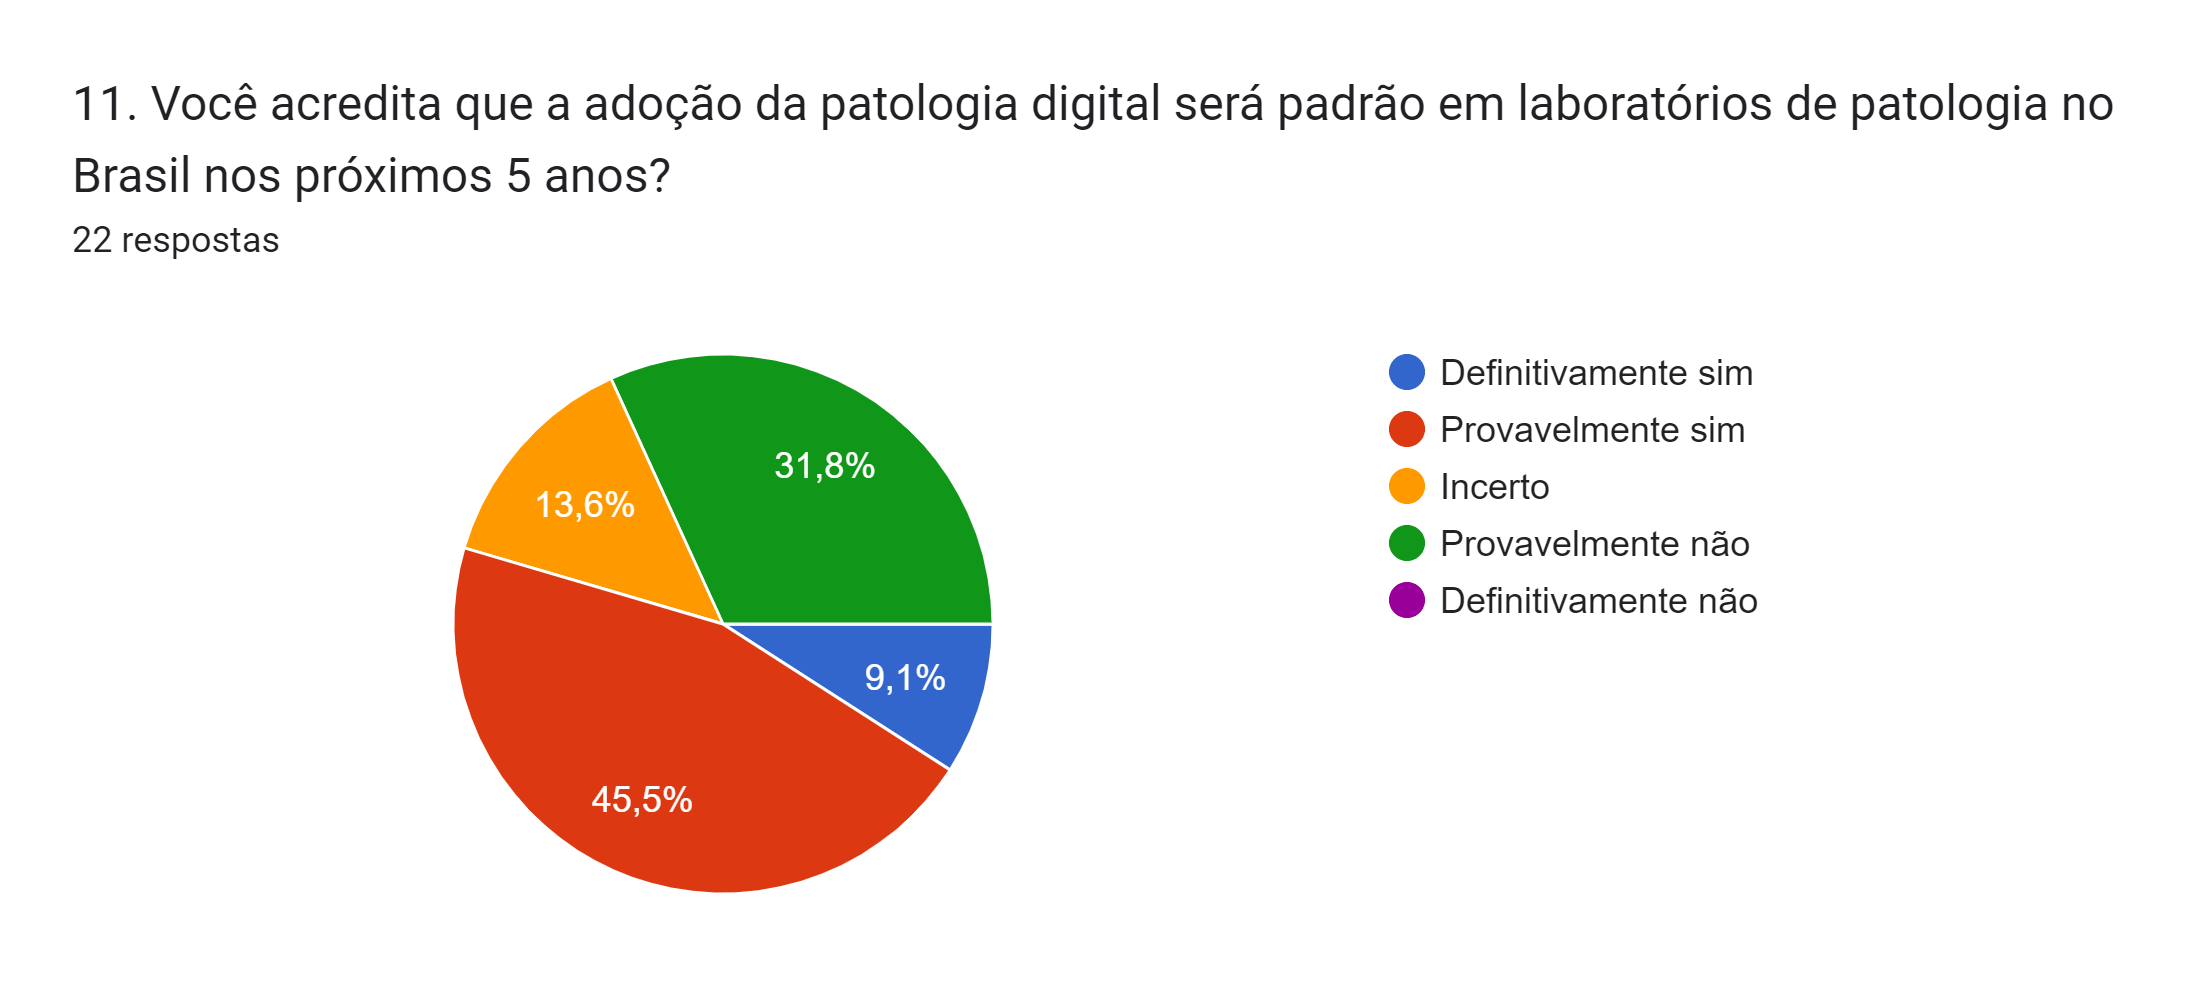 11. Você acredita que a adoção da patologia digital será padrão em laboratórios de patologia no
Brasil nos próximos 5 anos?
22 respostas
31,8%
13,6%
9,1%
45,5%
Definitivamente sim
Provavelmente sim
Incerto
Provavelmente não
Definitivamente não